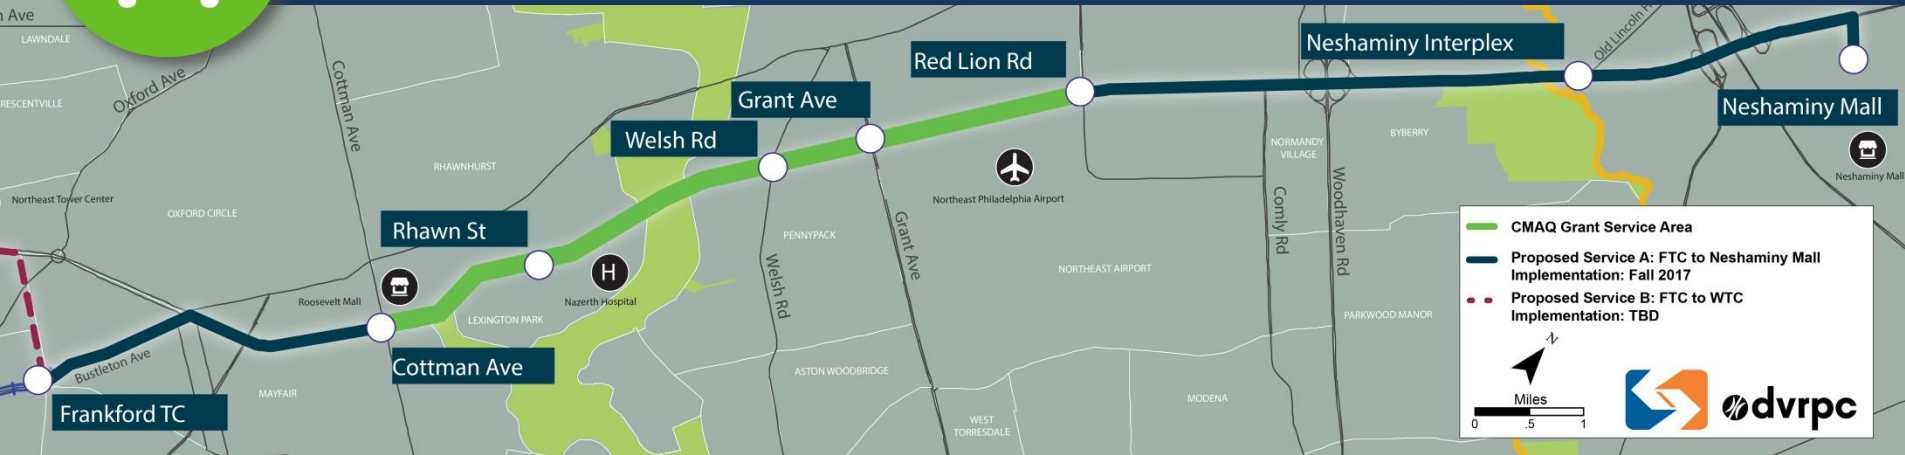 Ave
LAWNDALE
RESCENTVILLE
Oxford Ave
Cottman Ave
Northeast Tower Center
OXFORD CIRCLE
RHAWNHURST
Rhawn St
Roosevelt Mall
H
Nazerth Hospital
LEXINGTON PARK
Cottman Ave
Bustleton Ave
MAYFAIR
Frankford TC
Welsh Rd
Grant Ave
Red Lion Rd
Neshaminy Interplex
Old Lincoln H
Neshaminy Mall
Neshaminy Mall
Northeast Philadelphia Airport
PENNYPACK
Welsh Rd
Grant Ave
NORTHEAST AIRPORT
NORMANDY
VILLAGE
BYBERRY
Comly Rd
Woodhaven Rd
PARKWOOD MANOR
ASTON WOODBRIDGE
WEST
TORRESDALE
MODENA
CMAQ Grant Service Area
Proposed Service A: FTC to Neshaminy Mall
Implementation: Fall 2017
Proposed Service B: FTC to WTC
Implementation: TBD
N
Miles
0 .5 1
dvrpc